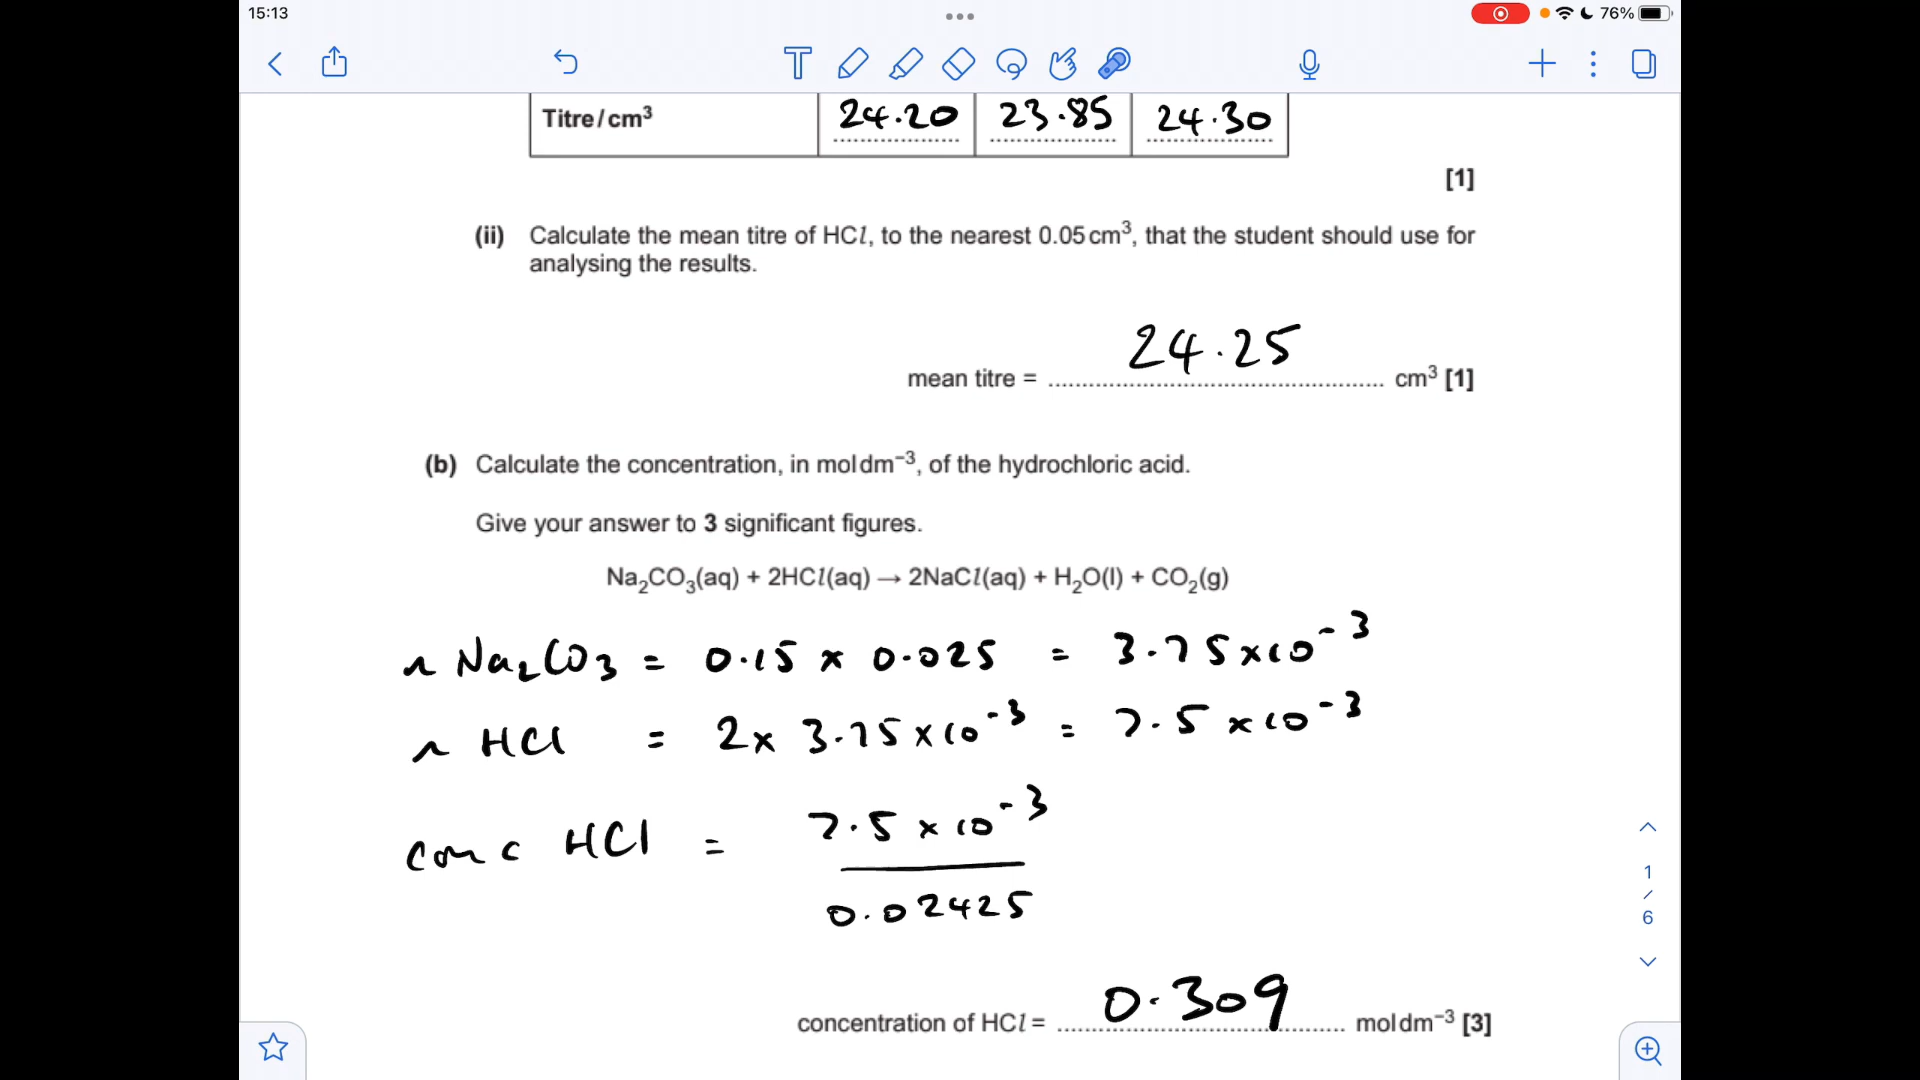 15:13
76%
T
Titre/cm³ 24.20 23.85 24.30
[1]
(ii) Calculate the mean titre of HCl, to the nearest 0.05 cm³, that the student should use for
analysing the results.
24.25
mean titre = ........ cm³ [1]
(b) Calculate the concentration, in mol dm⁻³, of the hydrochloric acid.
Give your answer to 3 significant figures.
Na₂CO₃(aq) + 2HCl(aq) → 2NaCl(aq) + H₂O(l) + CO₂(g)
n Na₂CO₃ = 0.15 × 0.025 = 3.75×10⁻³
n HCl = 2× 3.75×10⁻³ = 7.5×10⁻³
conc HCl = 7.5×10⁻³
0.02425
0.309
concentration of HCl = ........ mol dm⁻³ [3]
1
/
6